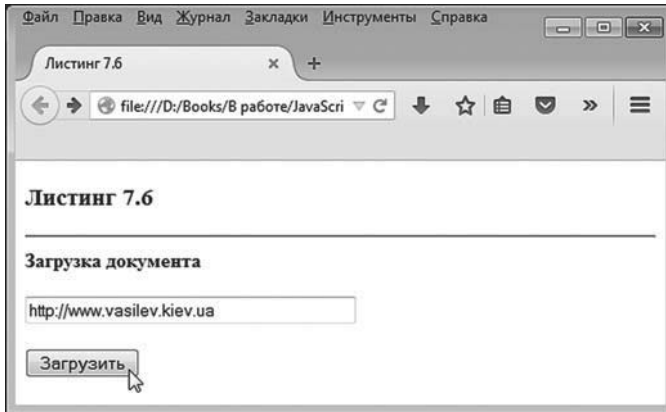 Файл Правка Вид Журнал Закладки Инструменты Справка
Листинг 7.6
file:///D:/Books/В работе/JavaScri
Листинг 7.6
Загрузка документа
http://www.vasilev.kiev.ua
Загрузить